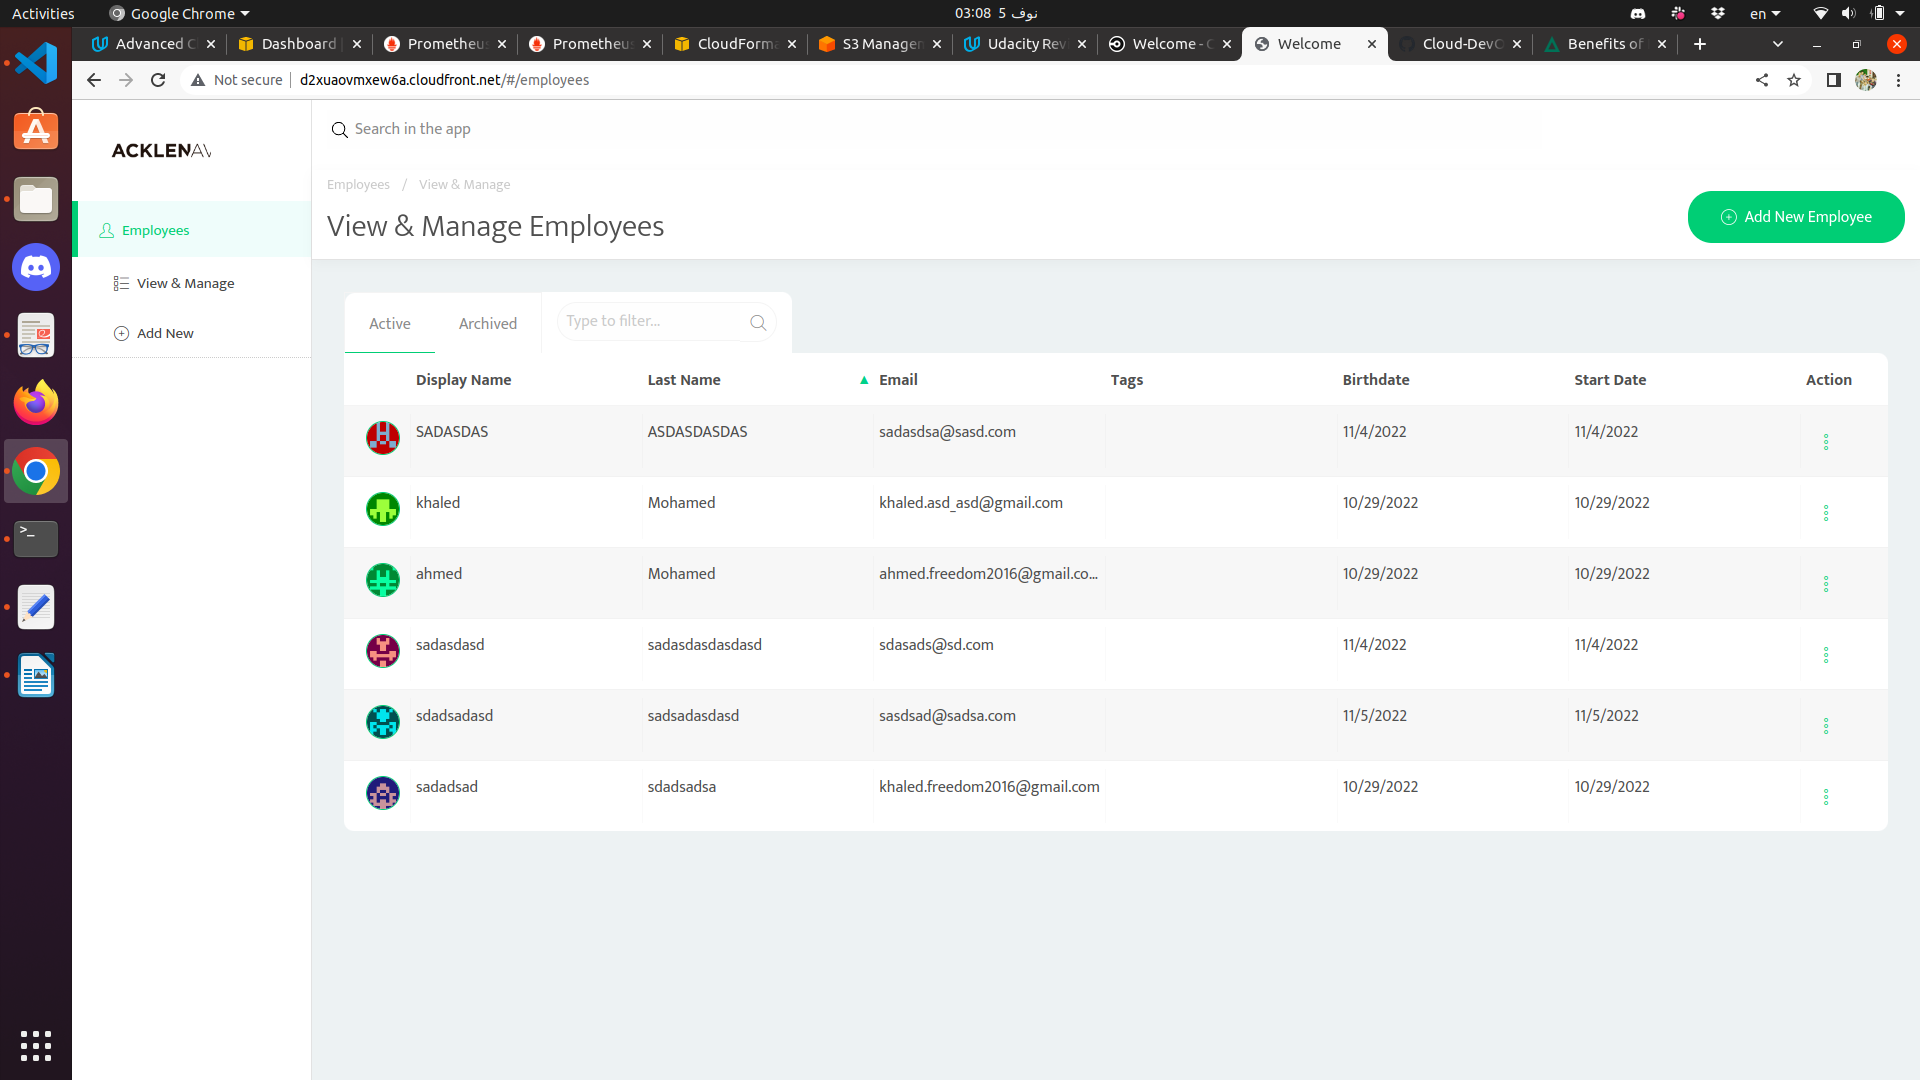 Activities
Google Chrome
03:08 5 نوف
en
Advanced C
Dashboard
Prometheus
Prometheus
CloudForma
S3 Manager
Udacity Rev
Welcome - C
Welcome
Cloud-DevO
Benefits of
Not secure
d2xuaovmxew6a.cloudfront.net/#/employees
ACKLENAV
Search in the app
Employees / View & Manage
View & Manage Employees
Add New Employee
Employees
View & Manage
Add New
Active
Archived
Type to filter...
Display Name Last Name Email Tags Birthdate Start Date Action
SADASDAS ASDASDASDAS sadasdsa@sasd.com 11/4/2022 11/4/2022
khaled Mohamed khaled.asd_asd@gmail.com 10/29/2022 10/29/2022
ahmed Mohamed ahmed.freedom2016@gmail.co... 10/29/2022 10/29/2022
sadasdasd sadasdasdasdasd sdasads@sd.com 11/4/2022 11/4/2022
sdadsadasd sadsadasdasd sasdsad@sadsa.com 11/5/2022 11/5/2022
sadadsad sdadsadsa khaled.freedom2016@gmail.com 10/29/2022 10/29/2022